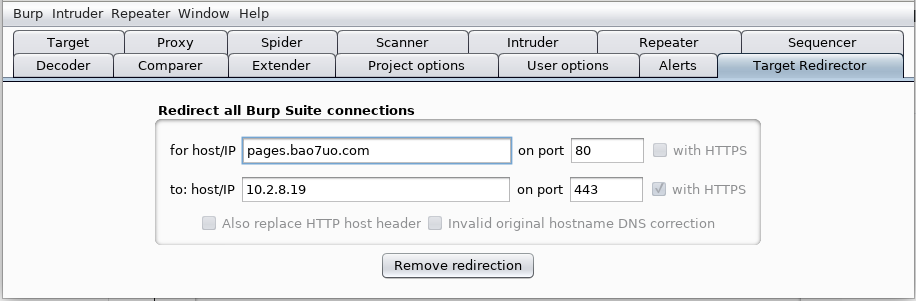 Burp Intruder Repeater Window Help
Target Proxy Spider Scanner Intruder Repeater Sequencer
Decoder Comparer Extender Project options User options Alerts Target Redirector
Redirect all Burp Suite connections
for host/IP pages.bao7uo.com on port 80 with HTTPS
to: host/IP 10.2.8.19 on port 443 with HTTPS
Also replace HTTP host header Invalid original hostname DNS correction
Remove redirection